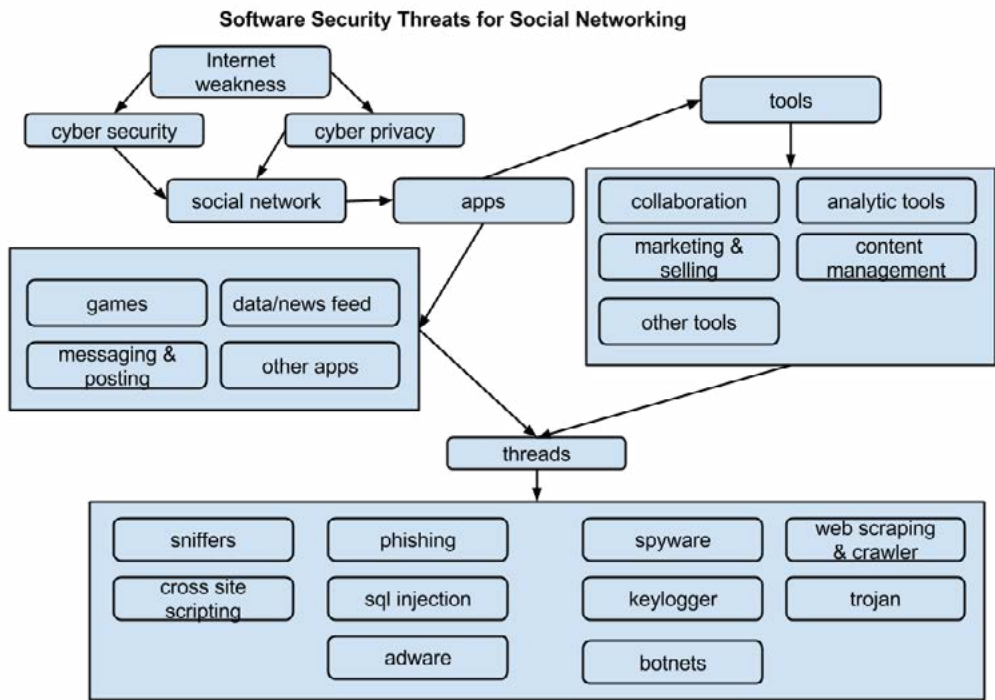 Software Security Threats for Social Networking
Internet
weakness
cyber security
cyber privacy
social network
apps
tools
collaboration
analytic tools
marketing &
selling
content
management
other tools
games
data/news feed
messaging &
posting
other apps
threads
sniffers
phishing
spyware
web scraping
& crawler
cross site
scripting
sql injection
keylogger
trojan
adware
botnets